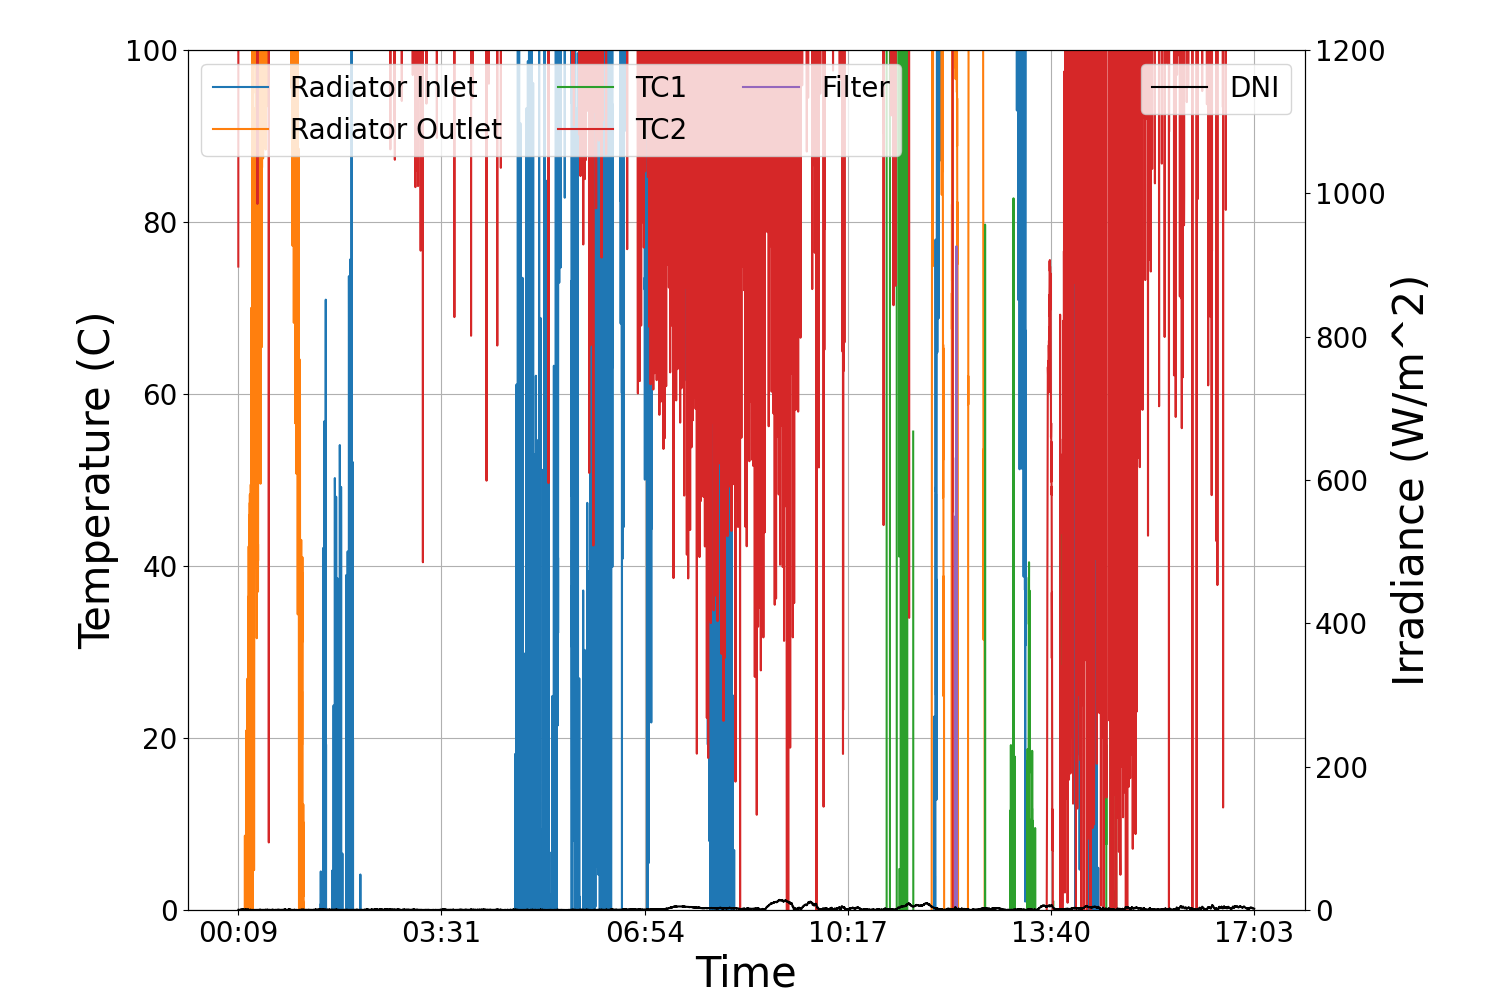 100
80
60
40
20
0
Temperature (C)
Radiator Inlet
Radiator Outlet
TC1
TC2
Filter
DNI
1200
1000
800
600
400
200
0
Irradiance (W/m^2)
00:09 03:31 06:54 10:17 13:40 17:03
Time